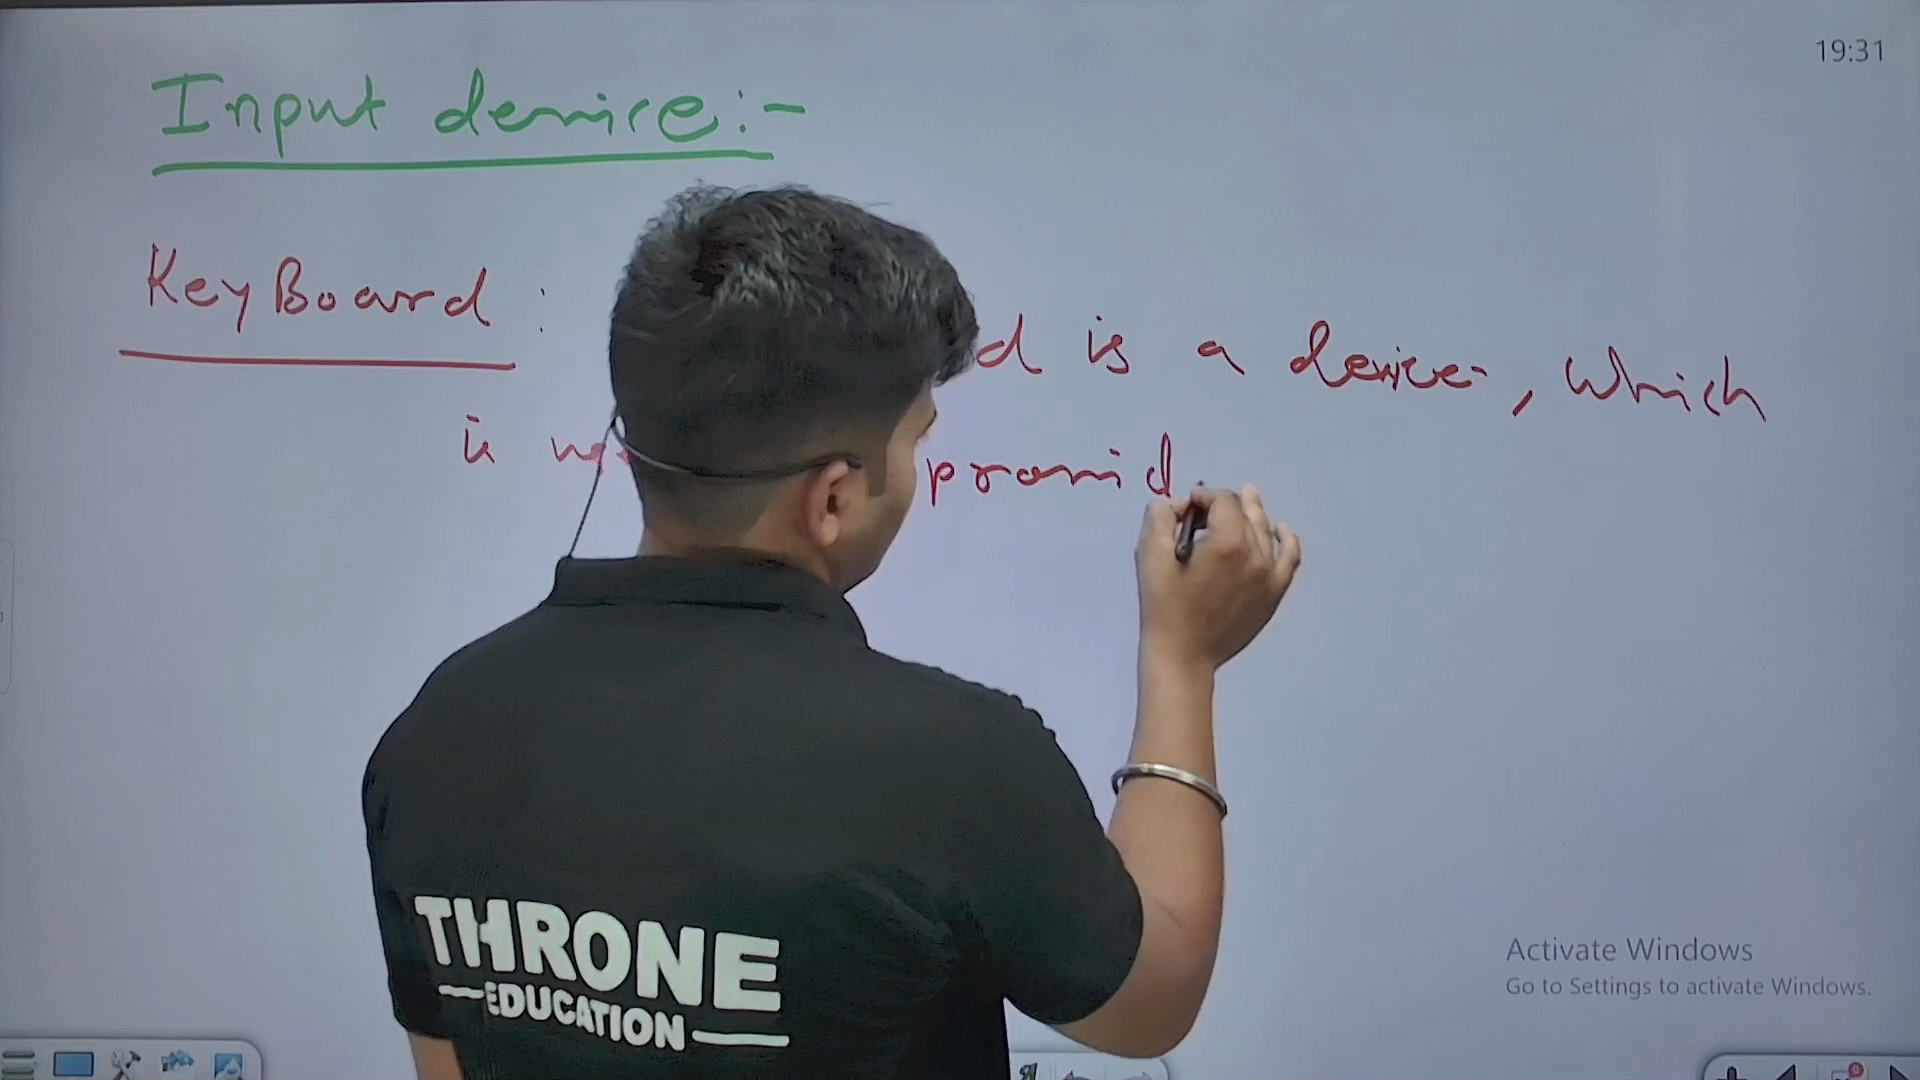 19:31
Input device:-
KeyBoard :
d is a device, which
is provid
THRONE
EDUCATION
Activate Windows
Go to Settings to activate Windows.